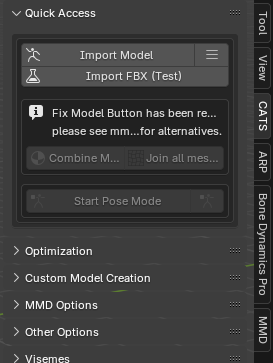 Quick Access
Import Model
Import FBX (Test)
Fix Model Button has been re...
please see mm...for alternatives.
Combine M...
Join all mes...
Start Pose Mode
Optimization
Custom Model Creation
MMD Options
Other Options
Visemes
Tool
View
CATS
ARP
Bone Dynamics Pro
MMD